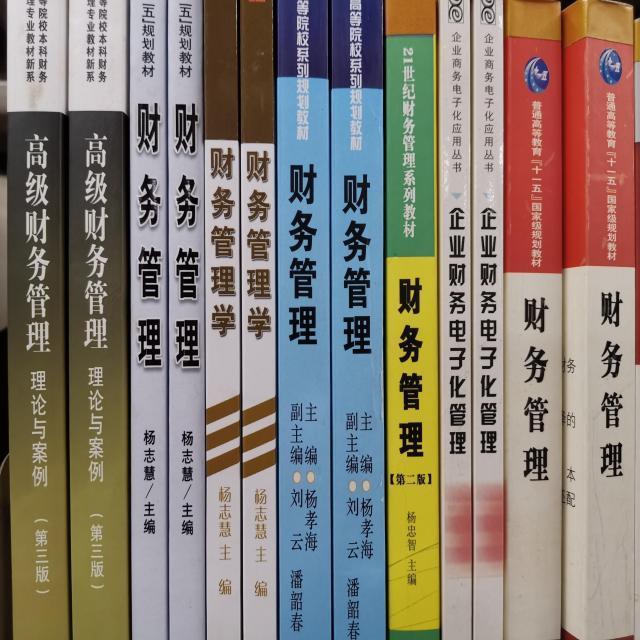 等院校本科财务
理专业教材新系
高级财务管理
理论与案例
(第三版)
等院校本科财务
理专业教材新系
高级财务管理
理论与案例
(第三版)
五”规划教材
财务管理
杨志慧/主编
五”规划教材
财务管理
杨志慧/主编
财务管理学
杨志慧 主 编
财务管理学
杨志慧 主 编
等院校系列规划教材
财务管理
主 编 杨孝海
副主编 刘 云 潘韶春
高等院校系列规划教材
财务管理
主 编 杨孝海
副主编 刘 云 潘韶春
21世纪财务管理系列教材
财务管理
【第二版】
杨忠智 主编
企业商务电子化应用丛书
企业财务电子化管理
企业商务电子化应用丛书
企业财务电子化管理
普通高等教育“十一五”国家级规划教材
财务管理
普通高等教育“十一五”国家级规划教材
财务管理
务
的
本
配